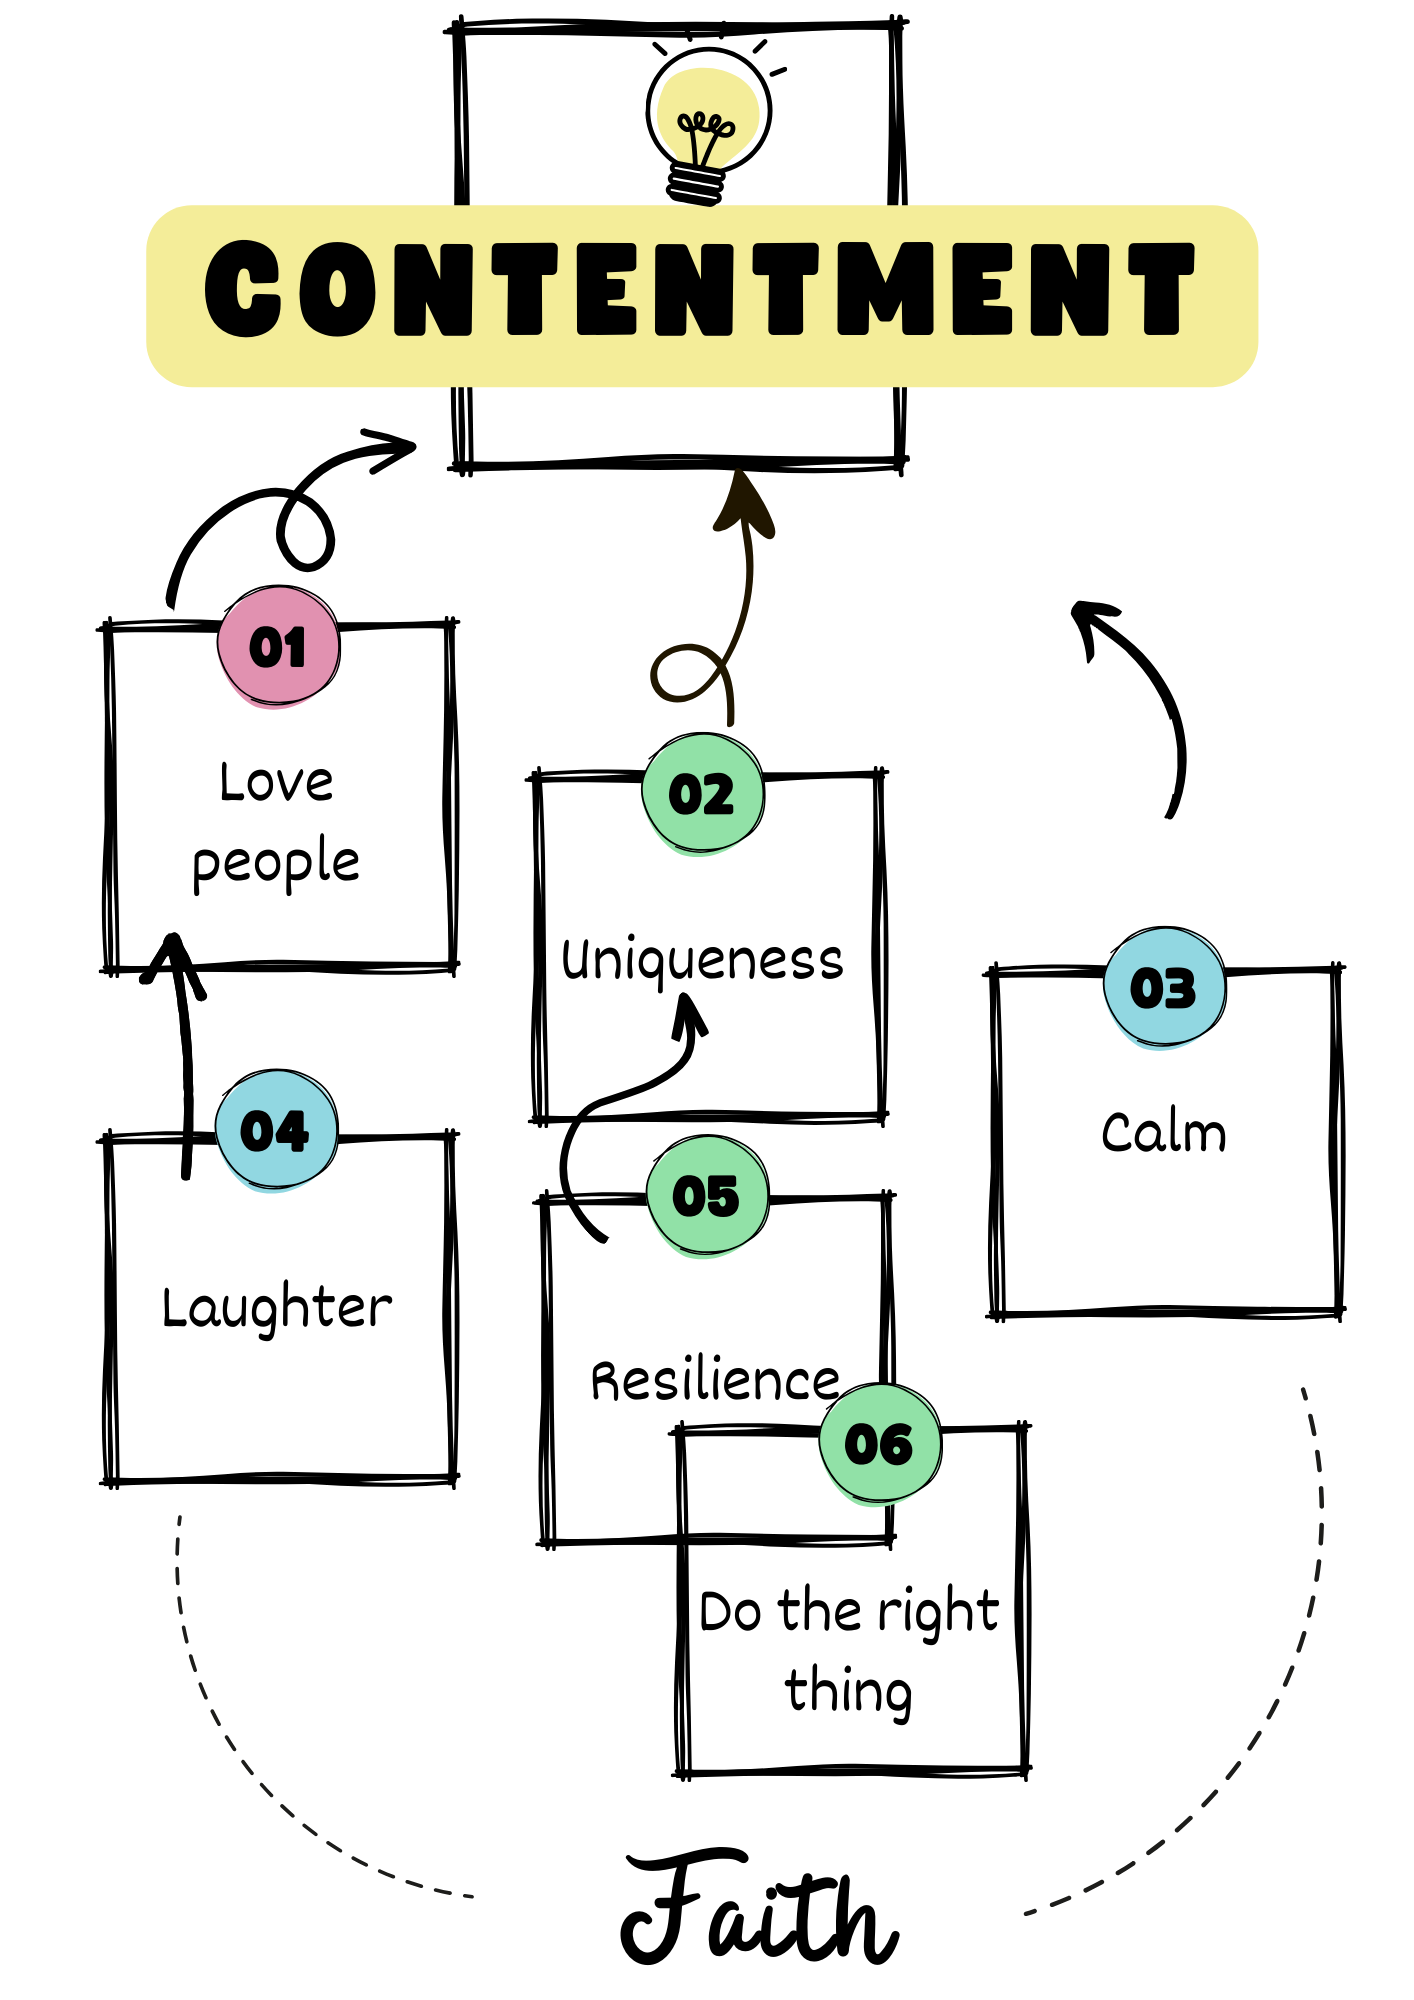 CONTENTMENT
01
Love
people
02
Uniqueness
03
Calm
04
Laughter
05
Resilience
06
Do the right
thing
Faith